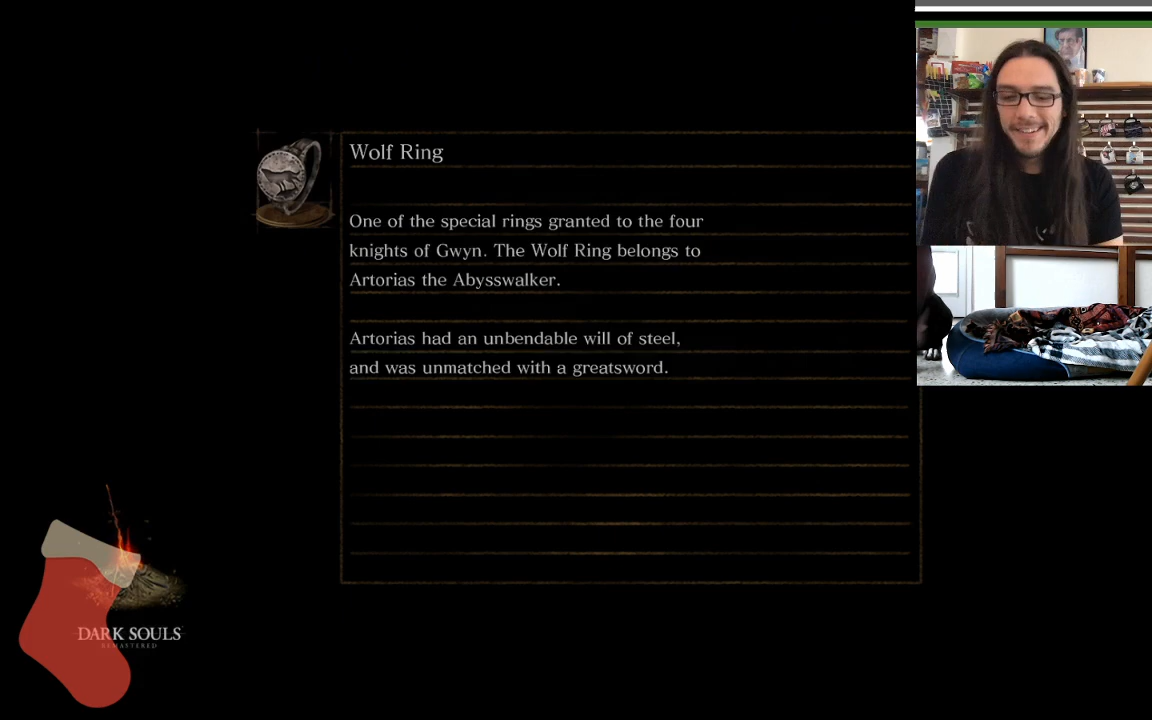 Wolf Ring
One of the special rings granted to the four
knights of Gwyn. The Wolf Ring belongs to
Artorias the Abysswalker.
Artorias had an unbendable will of steel,
and was unmatched with a greatsword.
DARK SOULS
REMASTERED